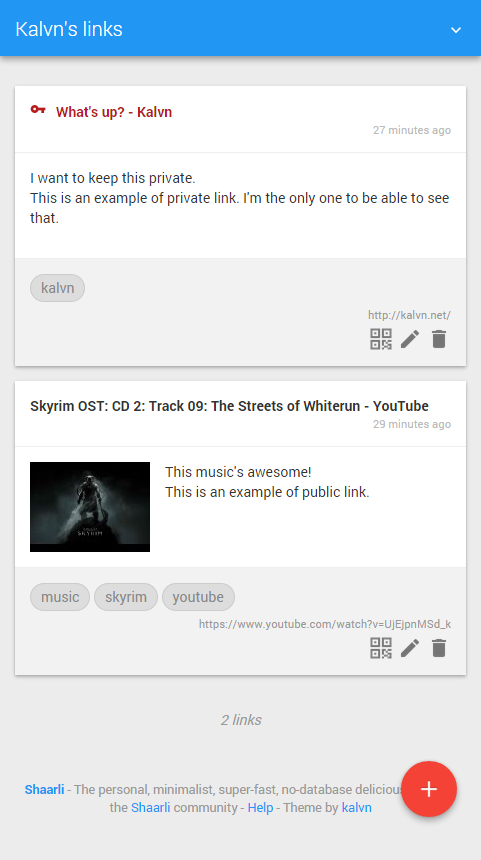 Kalvn's links
What's up? - Kalvn
27 minutes ago
I want to keep this private.
This is an example of private link. I'm the only one to be able to see
that.
kalvn
http://kalvn.net/
Skyrim OST: CD 2: Track 09: The Streets of Whiterun - YouTube
29 minutes ago
SKYRIM
This music's awesome!
This is an example of public link.
music skyrim youtube
https://www.youtube.com/watch?v=UjEjpnMSd_k
2 links
Shaarli - The personal, minimalist, super-fast, no-database delicious
the Shaarli community - Help - Theme by kalvn